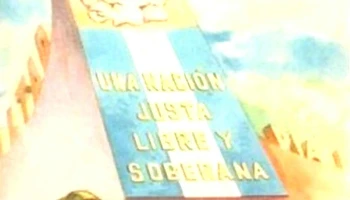 UNA NACIÓN
JUSTA
LIBRE Y
SOBERANA